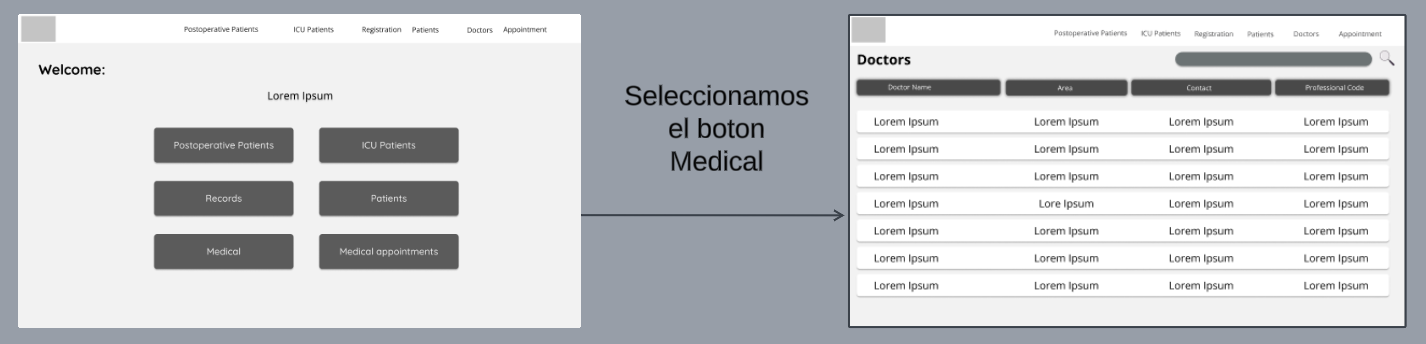 Postoperative Patients ICU Patients Registration Patients Doctors Appointment
Welcome:
Lorem Ipsum
Postoperative Patients ICU Patients
Records Patients
Medical Medical appointments
Seleccionamos
el boton
Medical
Postoperative Patients ICU Patients Registration Patients Doctors Appointment
Doctors
Doctor Name Area Contact Professional Code
Lorem Ipsum Lorem Ipsum Lorem Ipsum Lorem Ipsum
Lorem Ipsum Lorem Ipsum Lorem Ipsum Lorem Ipsum
Lorem Ipsum Lorem Ipsum Lorem Ipsum Lorem Ipsum
Lorem Ipsum Lore Ipsum Lorem Ipsum Lorem Ipsum
Lorem Ipsum Lorem Ipsum Lorem Ipsum Lorem Ipsum
Lorem Ipsum Lorem Ipsum Lorem Ipsum Lorem Ipsum
Lorem Ipsum Lorem Ipsum Lorem Ipsum Lorem Ipsum